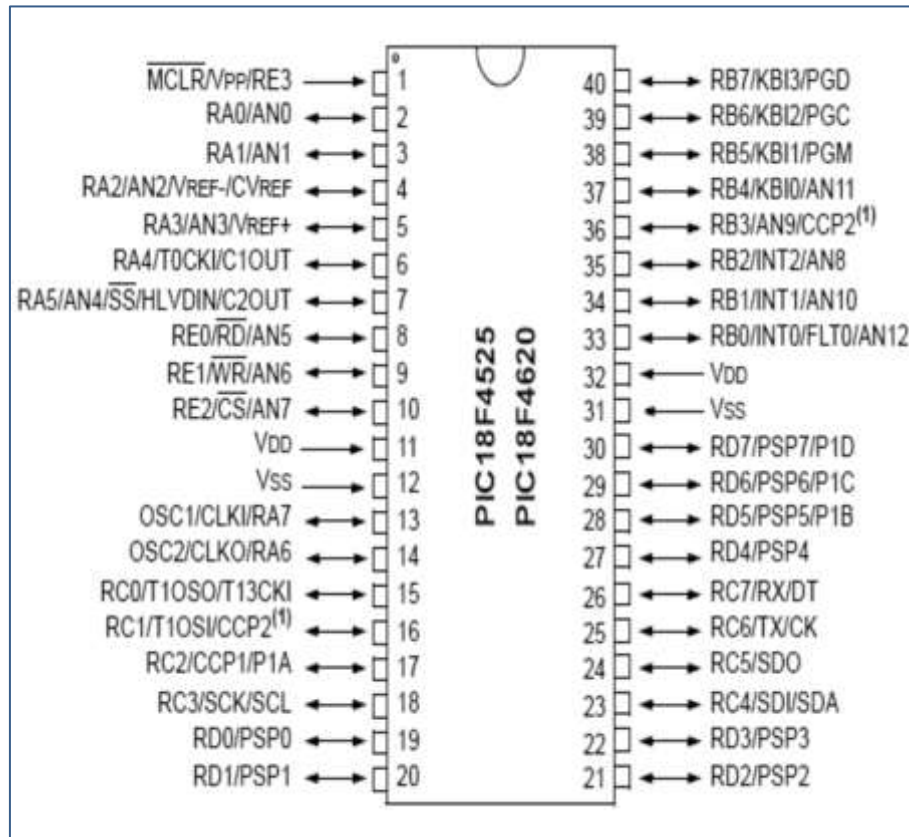 MCLR/VPP/RE3 1
RA0/AN0 2
RA1/AN1 3
RA2/AN2/VREF-/CVREF 4
RA3/AN3/VREF+ 5
RA4/T0CKI/C1OUT 6
RA5/AN4/SS/HLVDIN/C2OUT 7
RE0/RD/AN5 8
RE1/WR/AN6 9
RE2/CS/AN7 10
VDD 11
VSS 12
OSC1/CLKI/RA7 13
OSC2/CLKO/RA6 14
RC0/T1OSO/T13CKI 15
RC1/T1OSI/CCP2(1) 16
RC2/CCP1/P1A 17
RC3/SCK/SCL 18
RD0/PSP0 19
RD1/PSP1 20
PIC18F4525
PIC18F4620
40 RB7/KBI3/PGD
39 RB6/KBI2/PGC
38 RB5/KBI1/PGM
37 RB4/KBI0/AN11
36 RB3/AN9/CCP2(1)
35 RB2/INT2/AN8
34 RB1/INT1/AN10
33 RB0/INT0/FLT0/AN12
32 VDD
31 VSS
30 RD7/PSP7/P1D
29 RD6/PSP6/P1C
28 RD5/PSP5/P1B
27 RD4/PSP4
26 RC7/RX/DT
25 RC6/TX/CK
24 RC5/SDO
23 RC4/SDI/SDA
22 RD3/PSP3
21 RD2/PSP2